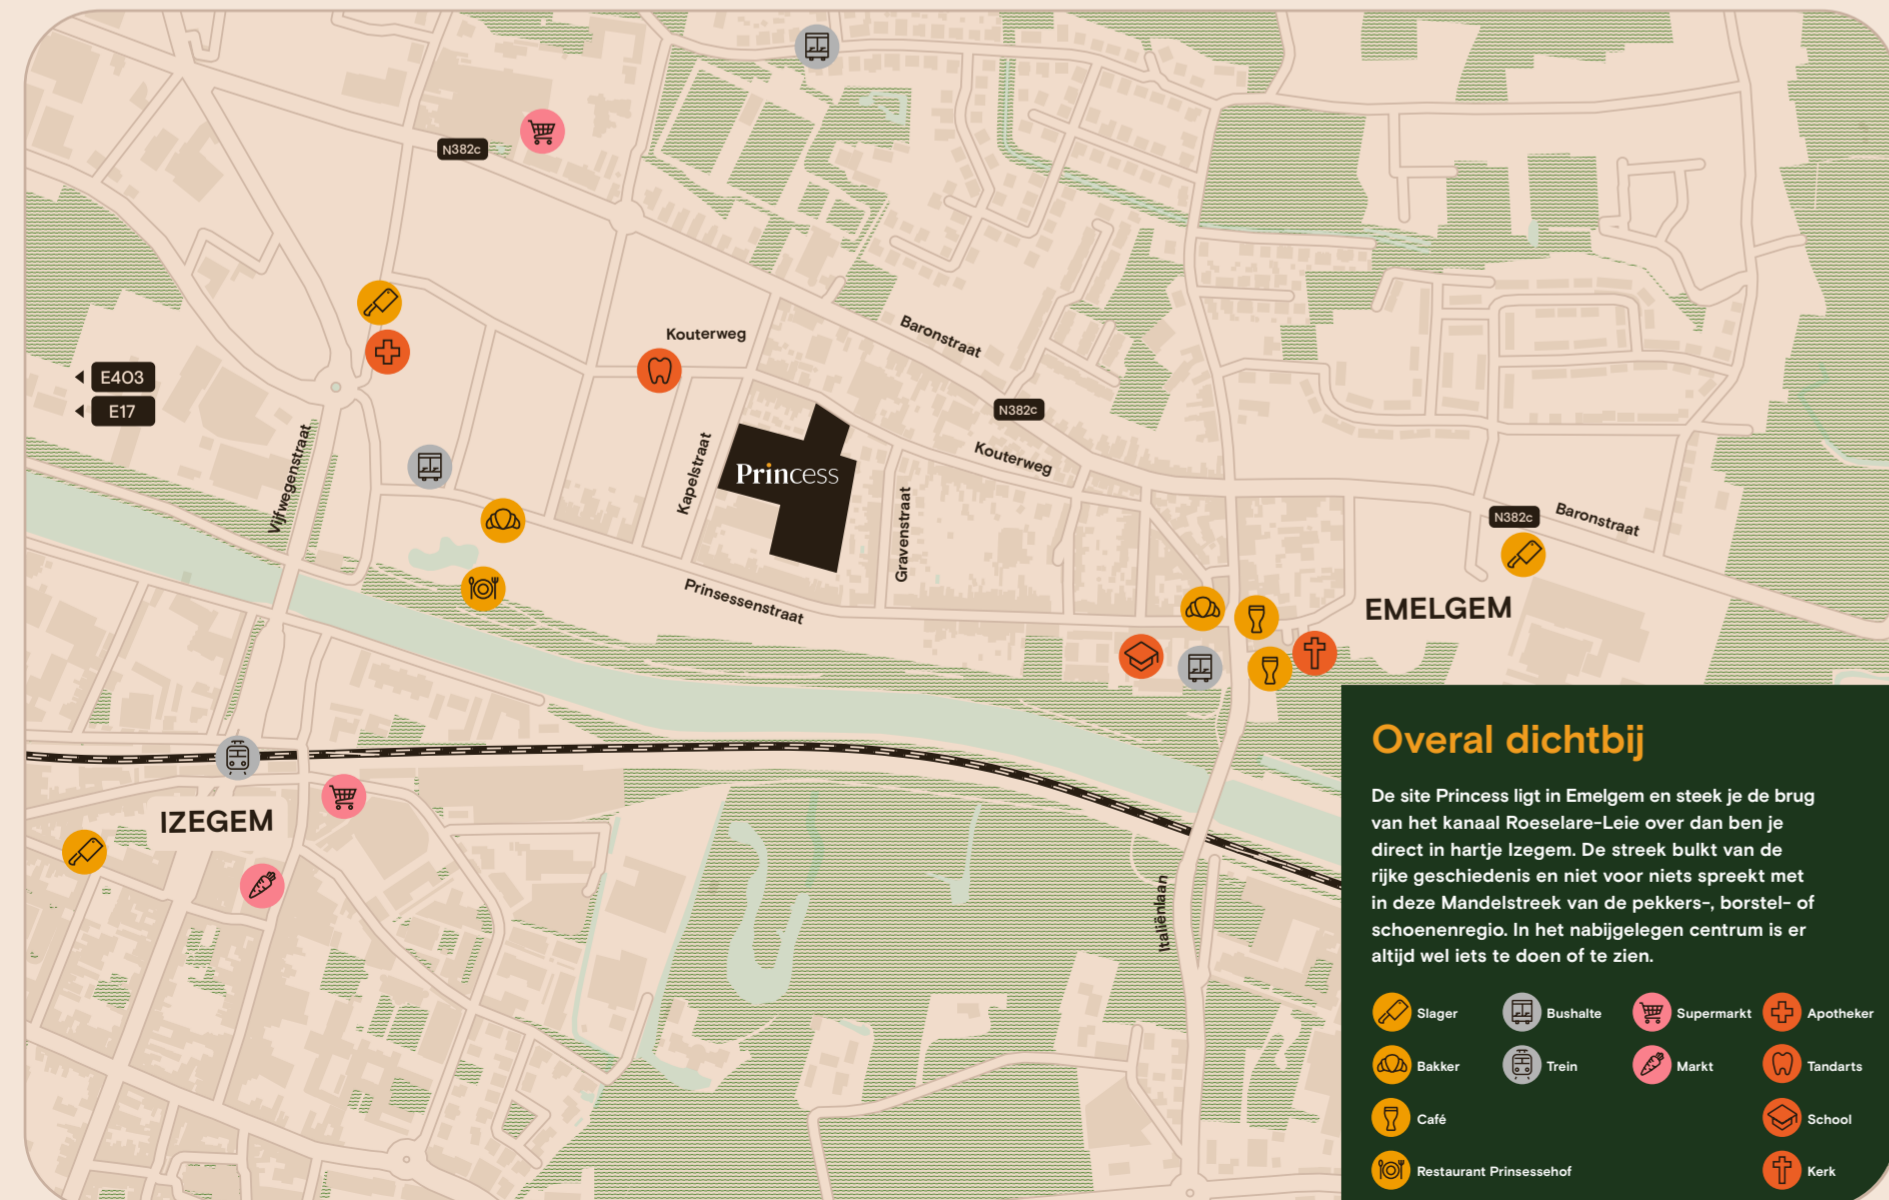 N382c
Kouterweg
Baronstraat
E403
E17
N382c
Vijfwegenstraat
Kapelstraat
Princess
Kouterweg
Gravenstraat
N382c
Baronstraat
Prinsessenstraat
EMELGEM
IZEGEM
Italiënlaan
Overal dichtbij
De site Princess ligt in Emelgem en steek je de brug
van het kanaal Roeselare-Leie over dan ben je
direct in hartje Izegem. De streek bulkt van de
rijke geschiedenis en niet voor niets spreekt met
in deze Mandelstreek van de pekkers-, borstel- of
schoenenregio. In het nabijgelegen centrum is er
altijd wel iets te doen of te zien.
Slager
Bushalte
Supermarkt
Apotheker
Bakker
Trein
Markt
Tandarts
Café
School
Restaurant Prinsessehof
Kerk